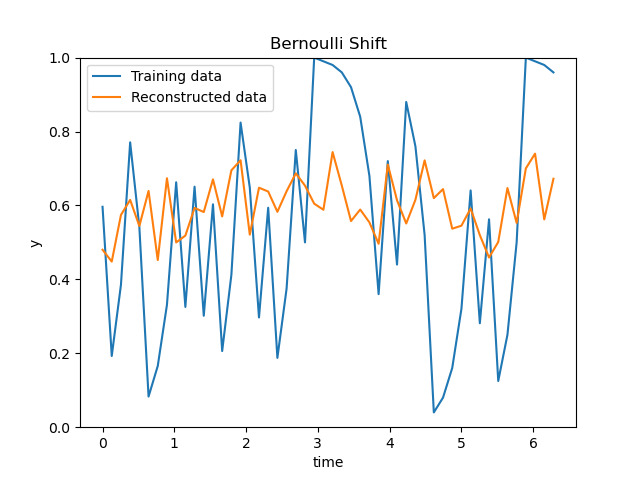 Bernoulli Shift
Training data
Reconstructed data
y
1.0
0.8
0.6
0.4
0.2
0.0
0 1 2 3 4 5 6
time